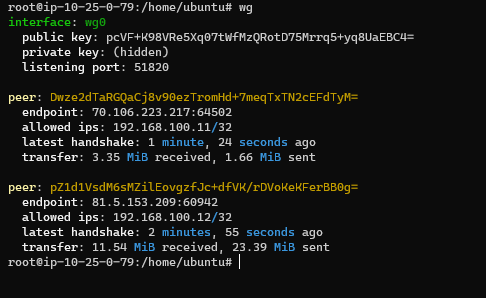 root@ip-10-25-0-79:/home/ubuntu# wg
interface: wg0
public key: pcVF+K98VRe5Xq07tWfMzQRotD75Mrrq5+yq8UaEBC4=
private key: (hidden)
listening port: 51820
peer: Dwze2dTaRGQaCj8v90ezTromHd+7meqTxTN2cEFdTyM=
endpoint: 70.106.223.217:64502
allowed ips: 192.168.100.11/32
latest handshake: 1 minute, 24 seconds ago
transfer: 3.35 MiB received, 1.66 MiB sent
peer: pZ1d1VsdM6sMZilEovgzfJc+dfVK/rDVoKeKFerBB0g=
endpoint: 81.5.153.209:60942
allowed ips: 192.168.100.12/32
latest handshake: 2 minutes, 55 seconds ago
transfer: 11.54 MiB received, 23.39 MiB sent
root@ip-10-25-0-79:/home/ubuntu#